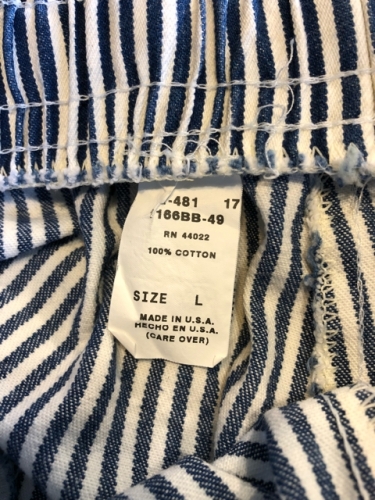 -481 17
166BB-49
RN 44022
100% COTTON
SIZE L
MADE IN U.S.A.
HECHO EN U.S.A.
(CARE OVER)